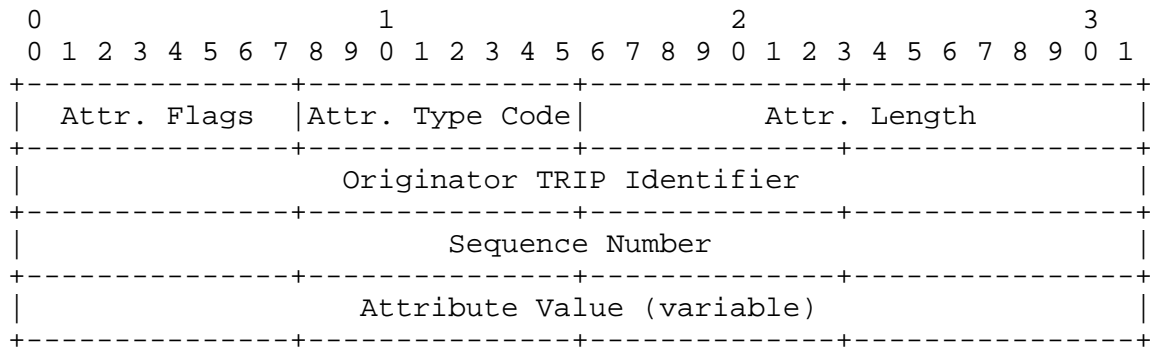 0                   1                   2                   3
0 1 2 3 4 5 6 7 8 9 0 1 2 3 4 5 6 7 8 9 0 1 2 3 4 5 6 7 8 9 0 1
+---------------+---------------+--------------+----------------+
|  Attr. Flags  |Attr. Type Code|          Attr. Length         |
+---------------+---------------+--------------+----------------+
|                  Originator TRIP Identifier                   |
+---------------+---------------+--------------+----------------+
|                        Sequence Number                        |
+---------------+---------------+--------------+----------------+
|                   Attribute Value (variable)                  |
+---------------+---------------+--------------+----------------+